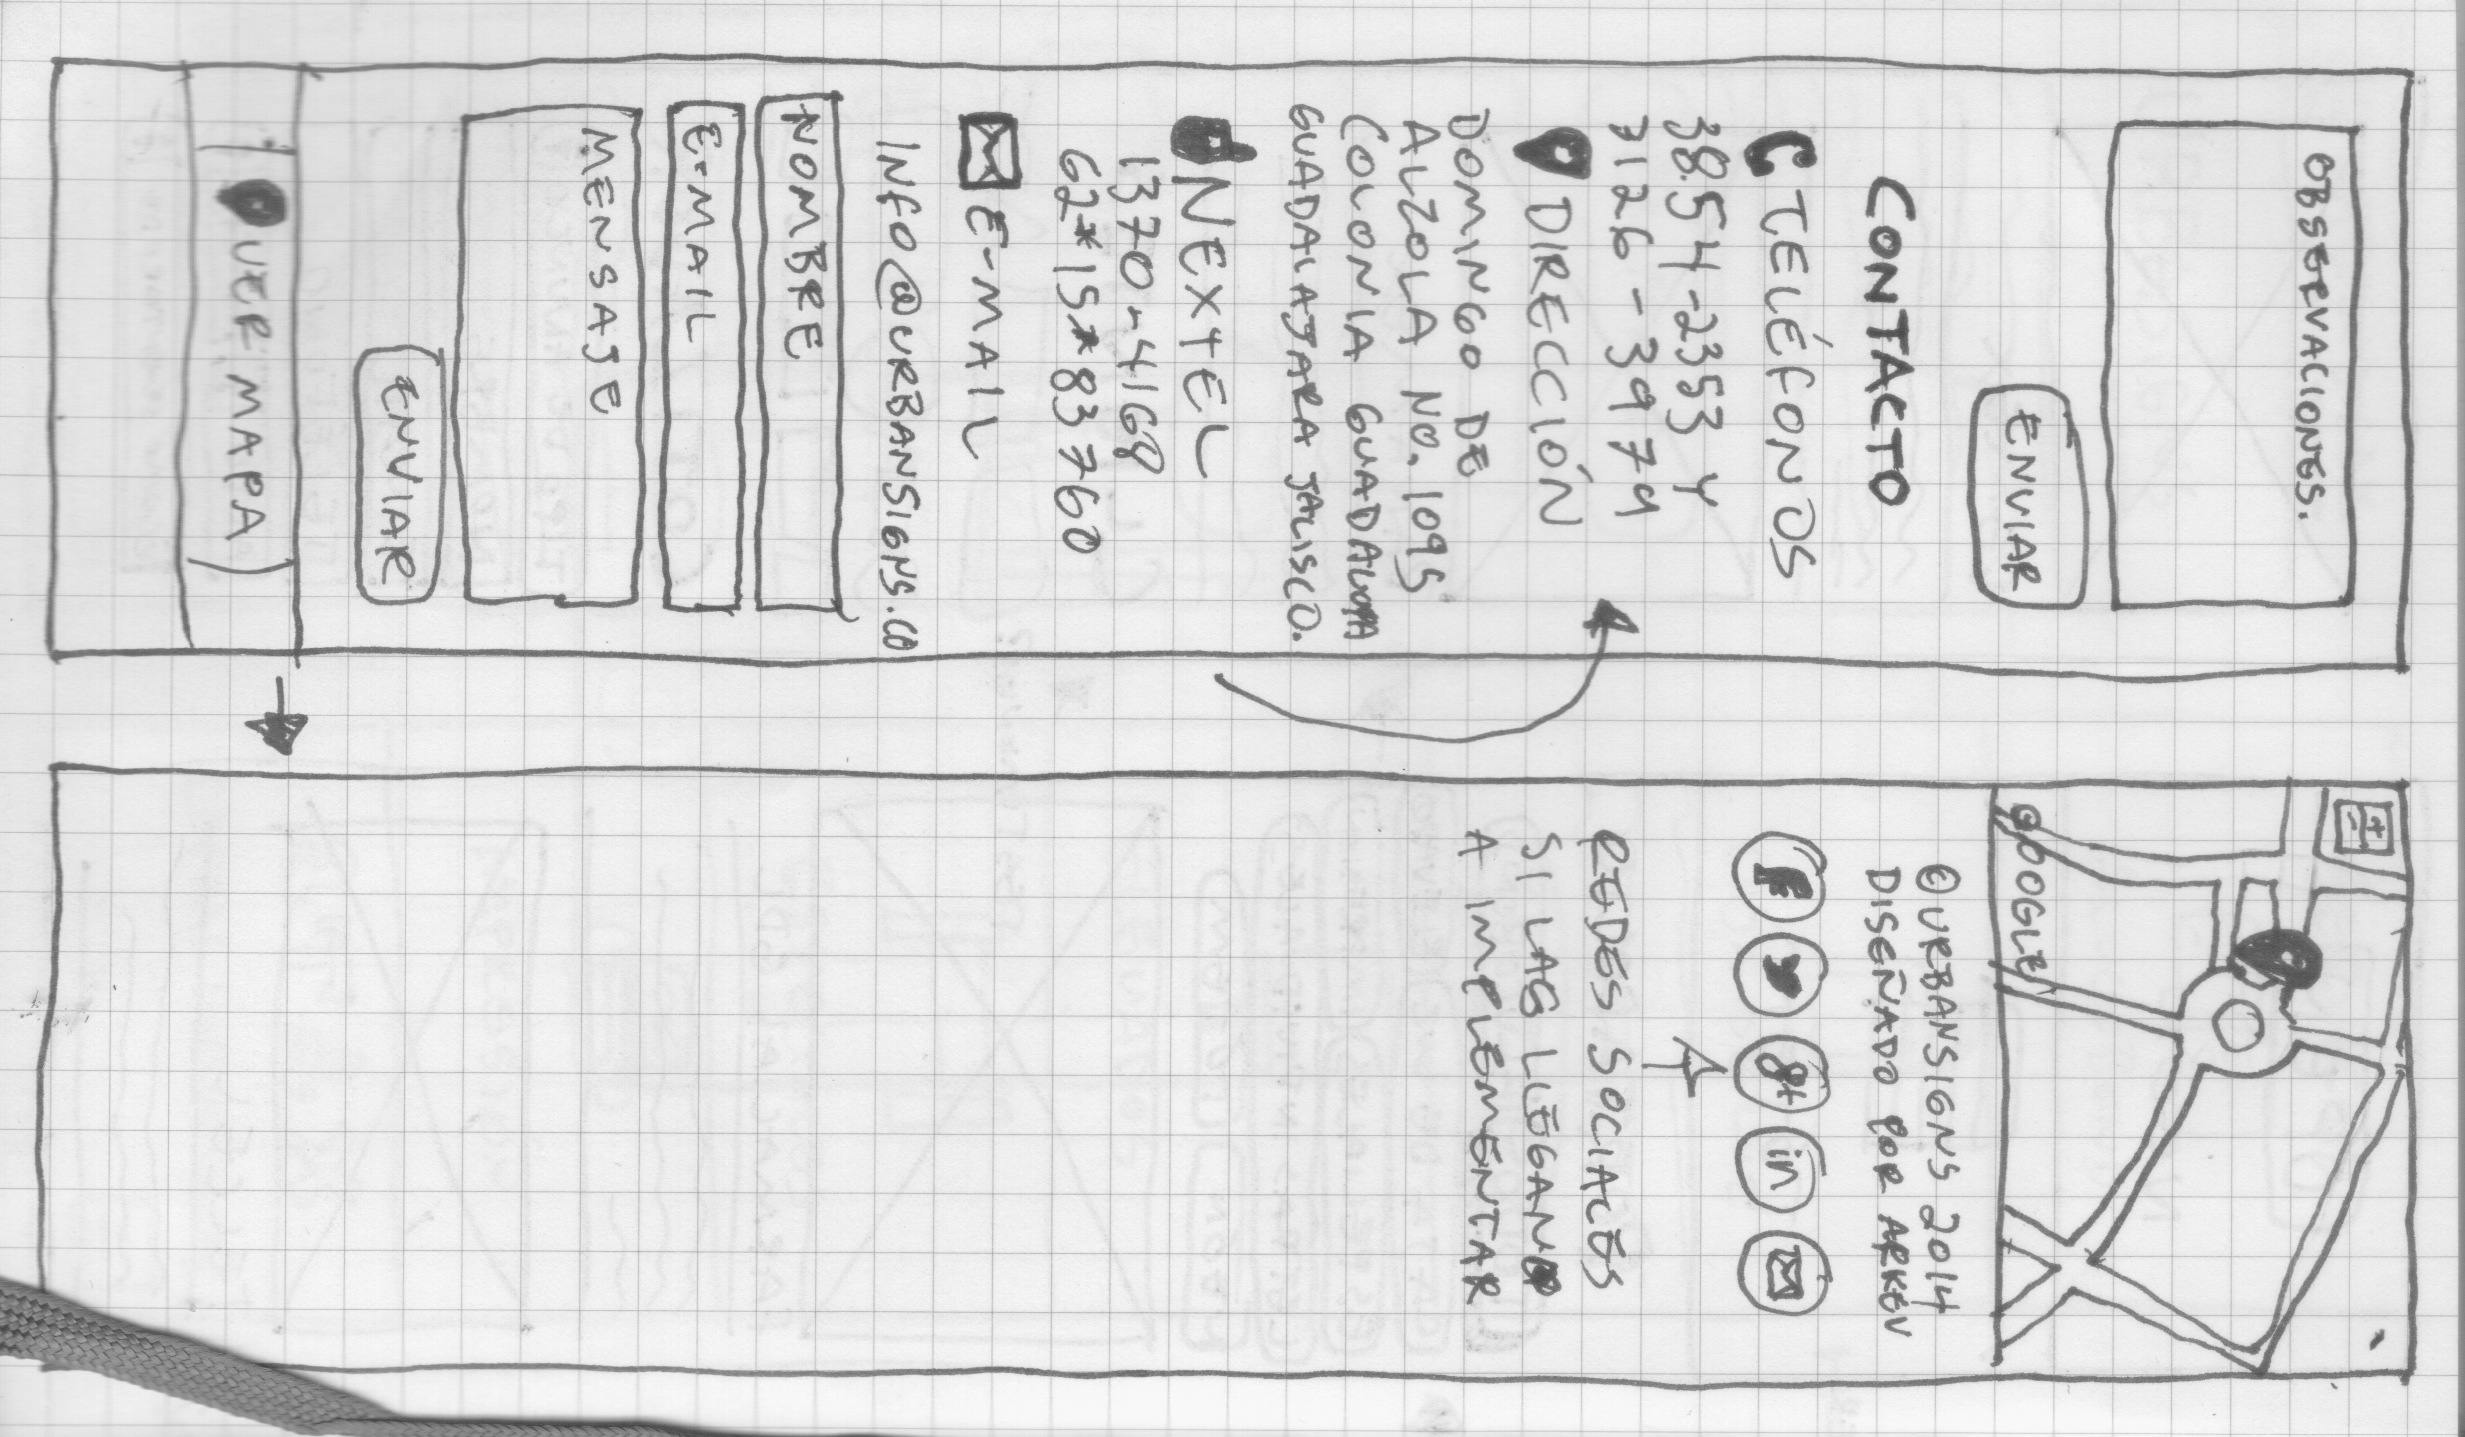 OBSERVACIONES.
ENVIAR
CONTACTO
TELÉFONOS
3854-2353 Y
3126-3974
DIRECCIÓN
DOMINGO DE
ALZOLA NO. 1095
COLONIA GUADALUPANA
GUADALAJARA JALISCO.
NEXTEL
1370-4168
62*15*83760
E-MAIL
INFO@URBANSIGNS.CO
NOMBRE
E-MAIL
MENSAJE
ENVIAR
VER MAPA
+
-
GOOGLE
©URBANSIGNS 2014
DISEÑADO POR ARKEV
f
g+
in
REDES SOCIALES
SI LAS LLEGAN
A IMPLEMENTAR